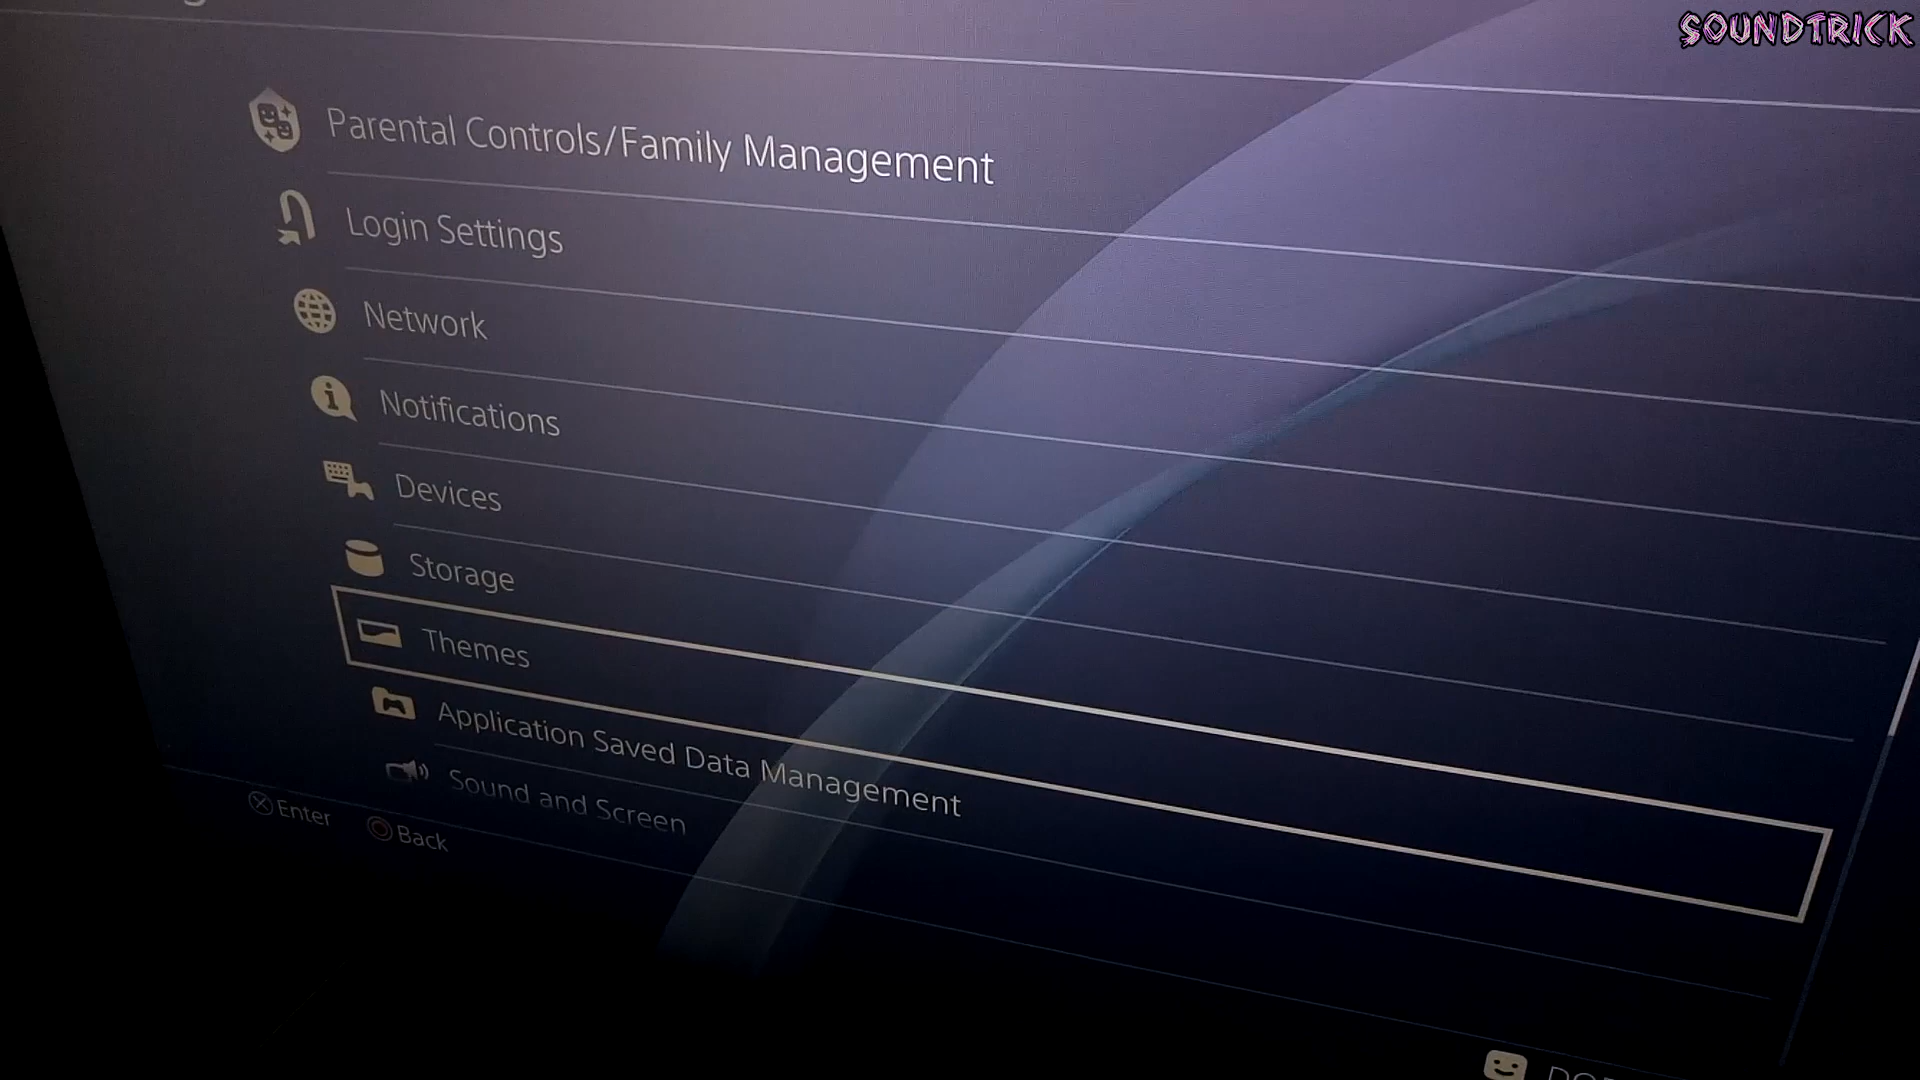 SOUNDTRICK
Parental Controls/Family Management
Login Settings
Network
Notifications
Devices
Storage
Themes
Application Saved Data Management
Sound and Screen
Enter
Back